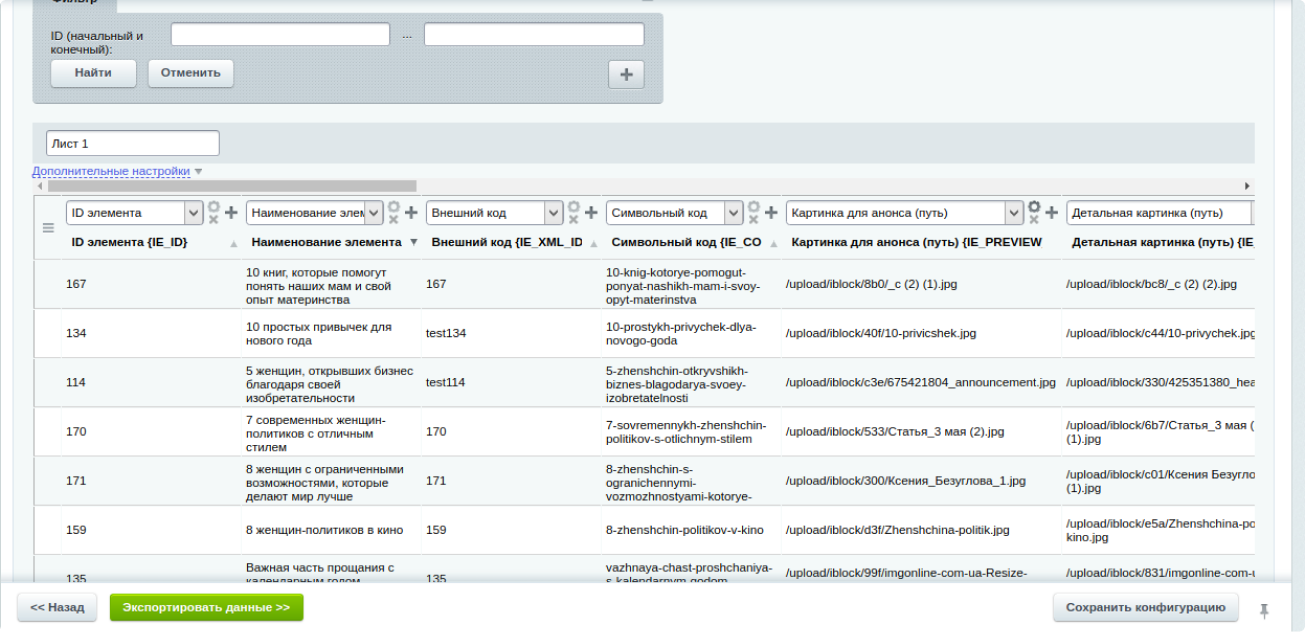 Фильтр
ID (начальный и
конечный):
...
Найти
Отменить
Лист 1
Дополнительные настройки
ID элемента
Наименование элем
Внешний код
Символьный код
Картинка для анонса (путь)
Детальная картинка (путь)
ID элемента {IE_ID}
Наименование элемента
Внешний код {IE_XML_ID
Символьный код {IE_CO
Картинка для анонса (путь) {IE_PREVIEW
Детальная картинка (путь) {IE_
167
10 книг, которые помогут
понять наших мам и свой
опыт материнства
167
10-knig-kotorye-pomogut-
ponyat-nashikh-mam-i-svoy-
opyt-materinstva
/upload/iblock/8b0/_c (2) (1).jpg
/upload/iblock/bc8/_c (2) (2).jpg
134
10 простых привычек для
нового года
test134
10-prostykh-privychek-dlya-
novogo-goda
/upload/iblock/40f/10-privicshek.jpg
/upload/iblock/c44/10-privychek.jpg
114
5 женщин, открывших бизнес
благодаря своей
изобретательности
test114
5-zhenshchin-otkryvshikh-
biznes-blagodarya-svoey-
izobretatelnosti
/upload/iblock/c3e/675421804_announcement.jpg
/upload/iblock/330/425351380_hea
170
7 современных женщин-
политиков с отличным
стилем
170
7-sovremennykh-zhenshchin-
politikov-s-otlichnym-stilem
/upload/iblock/533/Статья_3 мая (2).jpg
/upload/iblock/6b7/Статья_3 мая (
(1).jpg
171
8 женщин с ограниченными
возможностями, которые
делают мир лучше
171
8-zhenshchin-s-
ogranichennymi-
vozmozhnostyami-kotorye-
/upload/iblock/300/Ксения_Безуглова_1.jpg
/upload/iblock/c01/Ксения Безугло
(1).jpg
159
8 женщин-политиков в кино
159
8-zhenshchin-politikov-v-kino
/upload/iblock/d3f/Zhenshchina-politik.jpg
/upload/iblock/e5a/Zhenshchina-po
kino.jpg
135
Важная часть прощания с
календарным годом
135
vazhnaya-chast-proshchaniya-
s-kalendarnym-godom
/upload/iblock/99f/imgonline-com-ua-Resize-
/upload/iblock/831/imgonline-com-u
<< Назад
Экспортировать данные >>
Сохранить конфигурацию